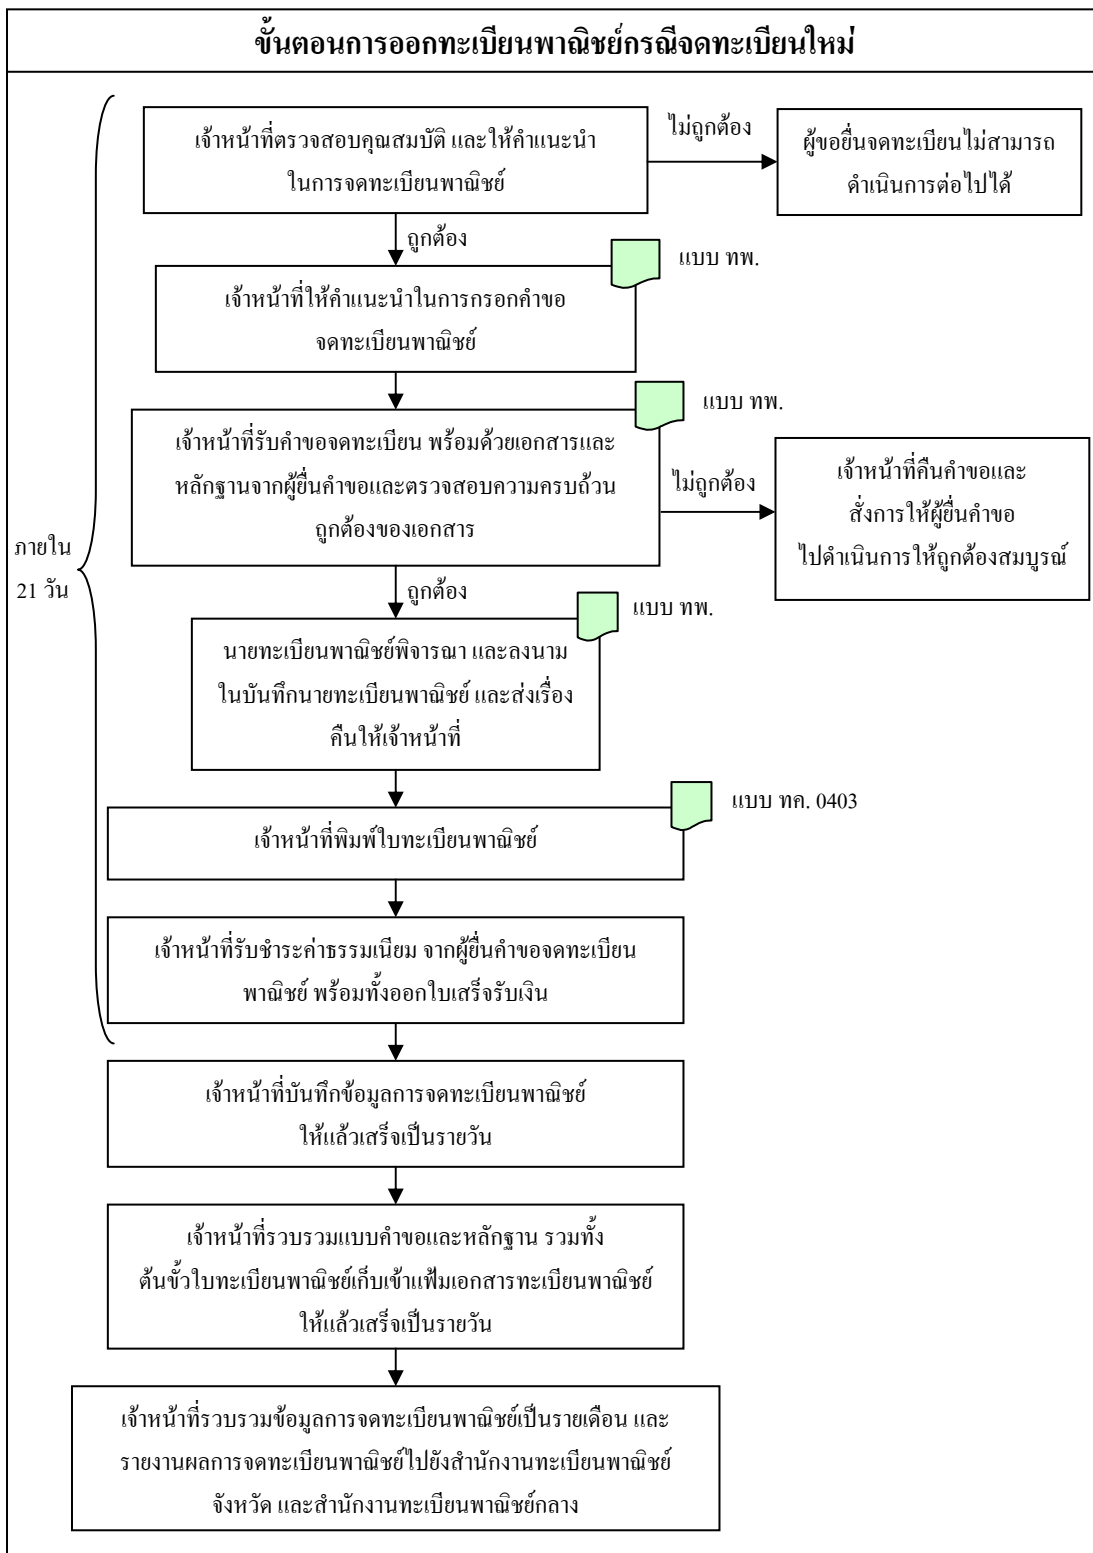 ขั้นตอนการออกทะเบียนพาณิชย์กรณีจดทะเบียนใหม่
เจ้าหน้าที่ตรวจสอบคุณสมบัติ และให้คำแนะนำ
ในการจดทะเบียนพาณิชย์
ไม่ถูกต้อง
ผู้ขอยื่นจดทะเบียนไม่สามารถ
ดำเนินการต่อไปได้
ถูกต้อง
แบบ ทพ.
เจ้าหน้าที่ให้คำแนะนำในการกรอกคำขอ
จดทะเบียนพาณิชย์
แบบ ทพ.
เจ้าหน้าที่รับคำขอจดทะเบียน พร้อมด้วยเอกสารและ
หลักฐานจากผู้ยื่นคำขอและตรวจสอบความครบถ้วน
ถูกต้องของเอกสาร
ไม่ถูกต้อง
เจ้าหน้าที่คืนคำขอและ
สั่งการให้ผู้ยื่นคำขอ
ไปดำเนินการให้ถูกต้องสมบูรณ์
ภายใน
21 วัน
ถูกต้อง
แบบ ทพ.
นายทะเบียนพาณิชย์พิจารณา และลงนาม
ในบันทึกนายทะเบียนพาณิชย์ และส่งเรื่อง
คืนให้เจ้าหน้าที่
แบบ ทค. 0403
เจ้าหน้าที่พิมพ์ใบทะเบียนพาณิชย์
เจ้าหน้าที่รับชำระค่าธรรมเนียม จากผู้ยื่นคำขอจดทะเบียน
พาณิชย์ พร้อมทั้งออกใบเสร็จรับเงิน
เจ้าหน้าที่บันทึกข้อมูลการจดทะเบียนพาณิชย์
ให้แล้วเสร็จเป็นรายวัน
เจ้าหน้าที่รวบรวมแบบคำขอและหลักฐาน รวมทั้ง
ต้นขั้วใบทะเบียนพาณิชย์เก็บเข้าแฟ้มเอกสารทะเบียนพาณิชย์
ให้แล้วเสร็จเป็นรายวัน
เจ้าหน้าที่รวบรวมข้อมูลการจดทะเบียนพาณิชย์เป็นรายเดือน และ
รายงานผลการจดทะเบียนพาณิชย์ไปยังสำนักงานทะเบียนพาณิชย์
จังหวัด และสำนักงานทะเบียนพาณิชย์กลาง